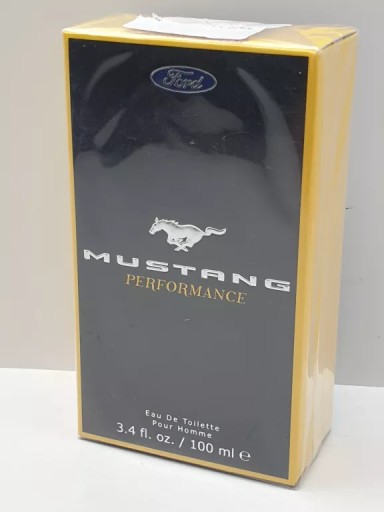 Ford
MUSTANG
PERFORMANCE
Eau De Toilette
Pour Homme
3.4 fl. oz. / 100 ml ℮